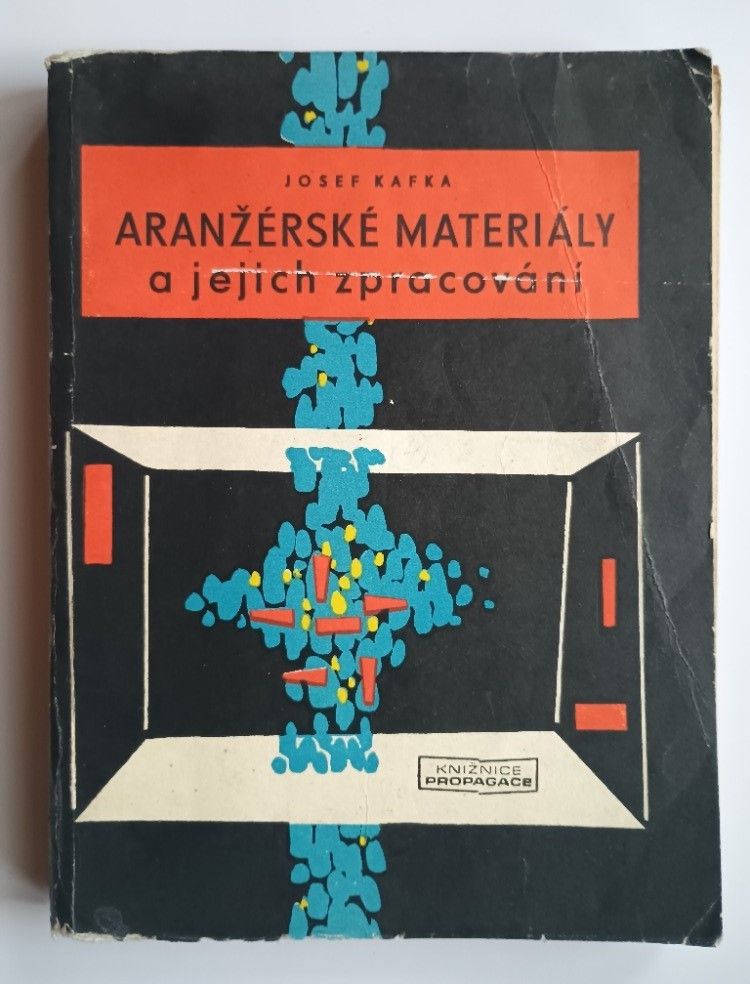 JOSEF KAFKA
ARANŽÉRSKÉ MATERIÁLY
a jejich zpracování
KNIŽNICE
PROPAGACE